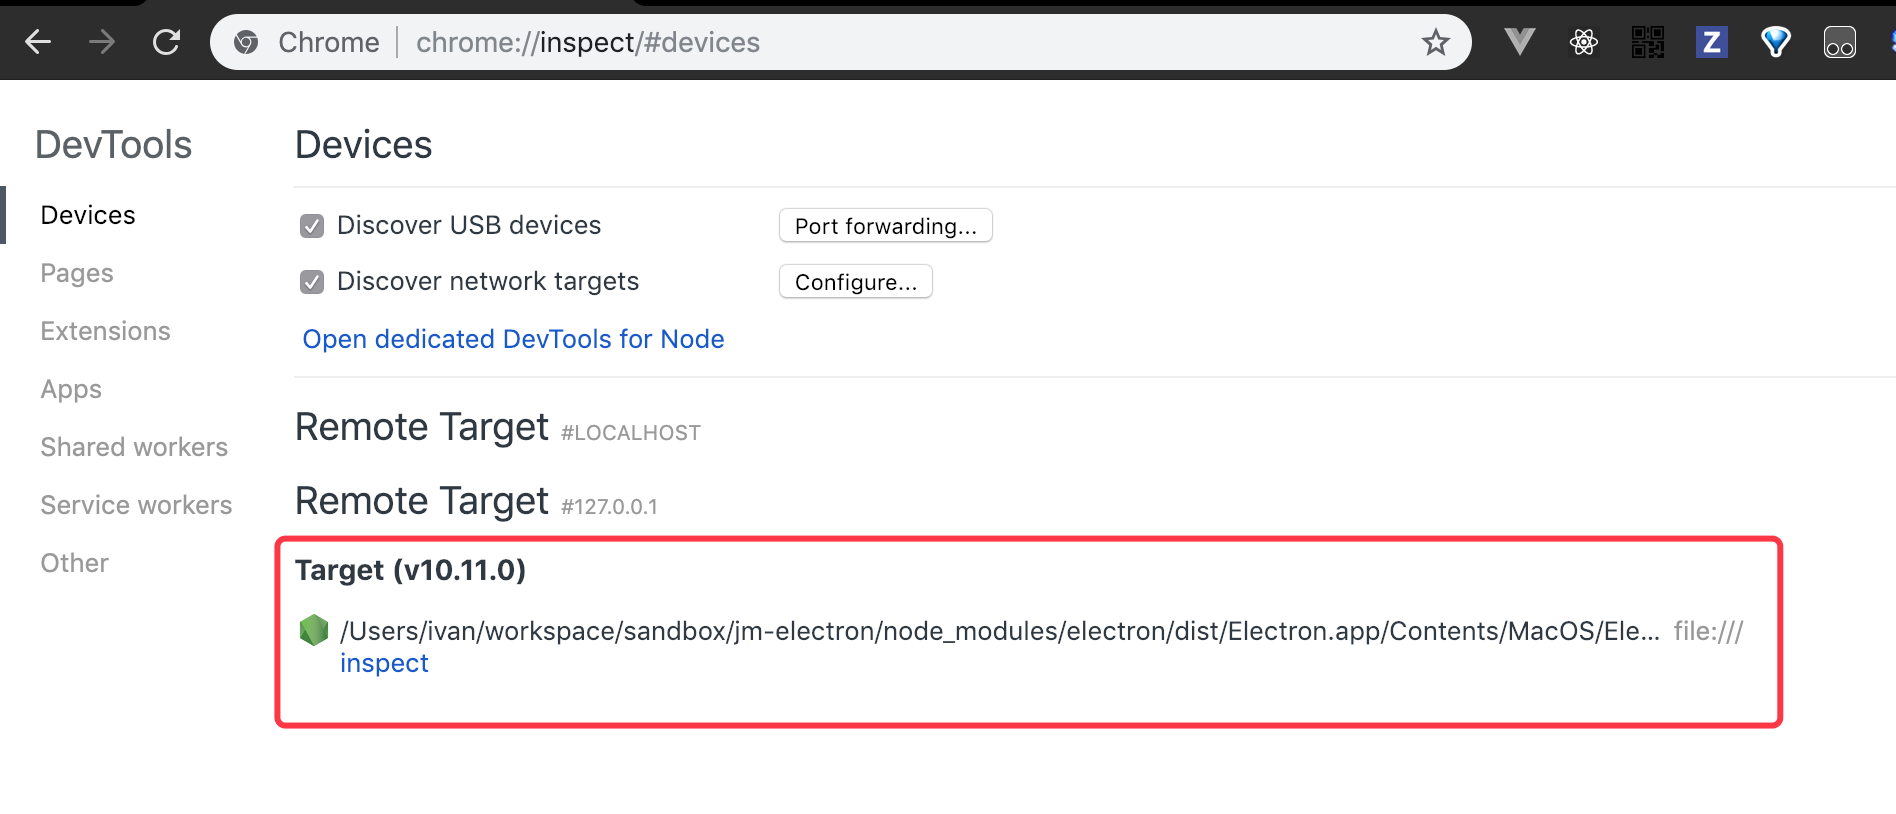 Chrome | chrome://inspect/#devices
Z
DevTools
Devices
Pages
Extensions
Apps
Shared workers
Service workers
Other
Devices
Discover USB devices
Port forwarding...
Discover network targets
Configure...
Open dedicated DevTools for Node
Remote Target #LOCALHOST
Remote Target #127.0.0.1
Target (v10.11.0)
/Users/ivan/workspace/sandbox/jm-electron/node_modules/electron/dist/Electron.app/Contents/MacOS/Ele... file:///
inspect